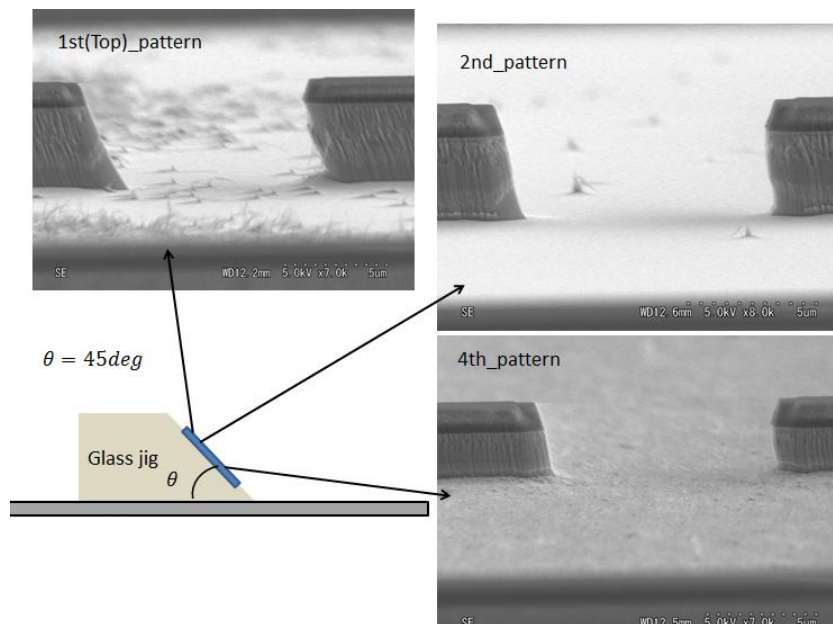 1st(Top)_pattern
SE WD12.2mm 5.0kV x7.0k 5um
2nd_pattern
SE WD12.6mm 5.0kV x8.0k 5um
θ = 45deg
Glass jig
θ
4th_pattern
SE WD12.5mm 5.0kV x8.0k 5um